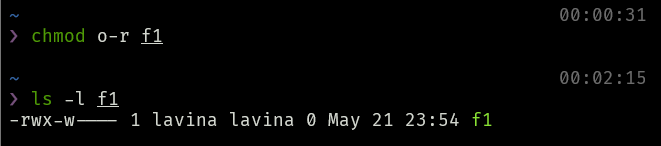 ~ 00:00:31
❯ chmod o-r f1
~ 00:02:15
❯ ls -l f1
-rwx-w---- 1 lavina lavina 0 May 21 23:54 f1